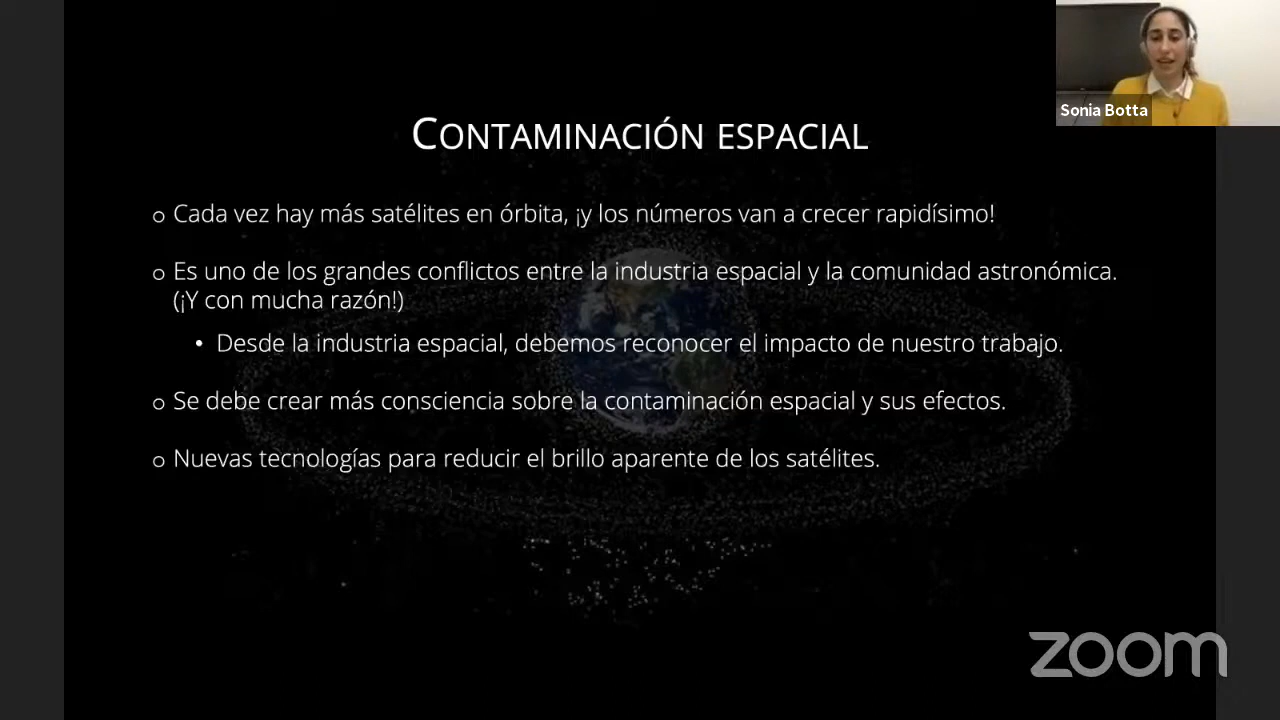 Sonia Botta
CONTAMINACIÓN ESPACIAL
o Cada vez hay más satélites en órbita, ¡y los números van a crecer rapidísimo!
o Es uno de los grandes conflictos entre la industria espacial y la comunidad astronómica.
(¡Y con mucha razón!)
• Desde la industria espacial, debemos reconocer el impacto de nuestro trabajo.
o Se debe crear más consciencia sobre la contaminación espacial y sus efectos.
o Nuevas tecnologías para reducir el brillo aparente de los satélites.
zoom